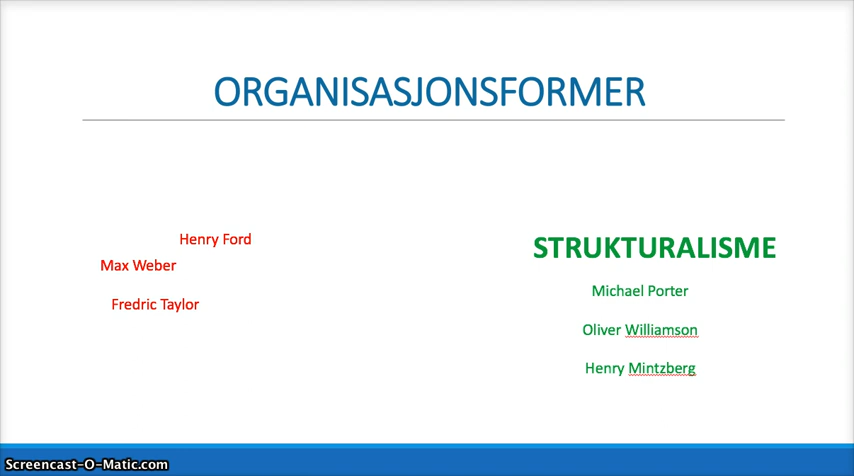 ORGANISASJONSFORMER
Henry Ford
Max Weber
Fredric Taylor
STRUKTURALISME
Michael Porter
Oliver Williamson
Henry Mintzberg
Screencast-O-Matic.com